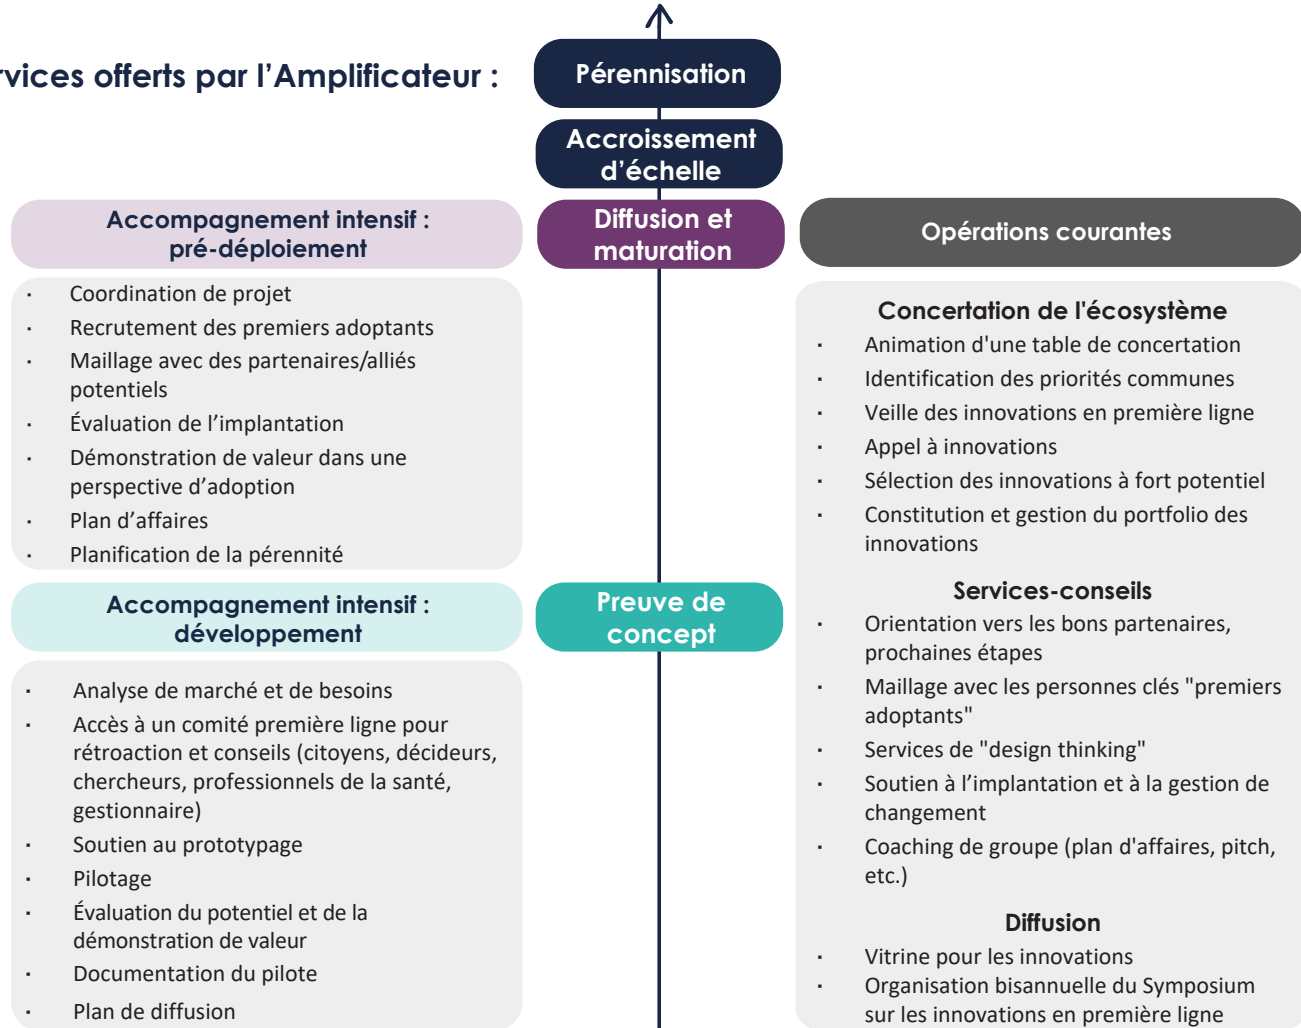 rvices offerts par l'Amplificateur :
Pérennisation
Accroissement
d'échelle
Diffusion et
maturation
Accompagnement intensif :
pré-déploiement
· Coordination de projet
· Recrutement des premiers adoptants
· Maillage avec des partenaires/alliés
potentiels
· Évaluation de l'implantation
· Démonstration de valeur dans une
perspective d'adoption
· Plan d'affaires
· Planification de la pérennité
Preuve de
concept
Accompagnement intensif :
développement
· Analyse de marché et de besoins
· Accès à un comité première ligne pour
rétroaction et conseils (citoyens, décideurs,
chercheurs, professionnels de la santé,
gestionnaire)
· Soutien au prototypage
· Pilotage
· Évaluation du potentiel et de la
démonstration de valeur
· Documentation du pilote
· Plan de diffusion
Opérations courantes
Concertation de l'écosystème
· Animation d'une table de concertation
· Identification des priorités communes
· Veille des innovations en première ligne
· Appel à innovations
· Sélection des innovations à fort potentiel
· Constitution et gestion du portfolio des
innovations
Services-conseils
· Orientation vers les bons partenaires,
prochaines étapes
· Maillage avec les personnes clés "premiers
adoptants"
· Services de "design thinking"
· Soutien à l'implantation et à la gestion de
changement
· Coaching de groupe (plan d'affaires, pitch,
etc.)
Diffusion
· Vitrine pour les innovations
· Organisation bisannuelle du Symposium
sur les innovations en première ligne